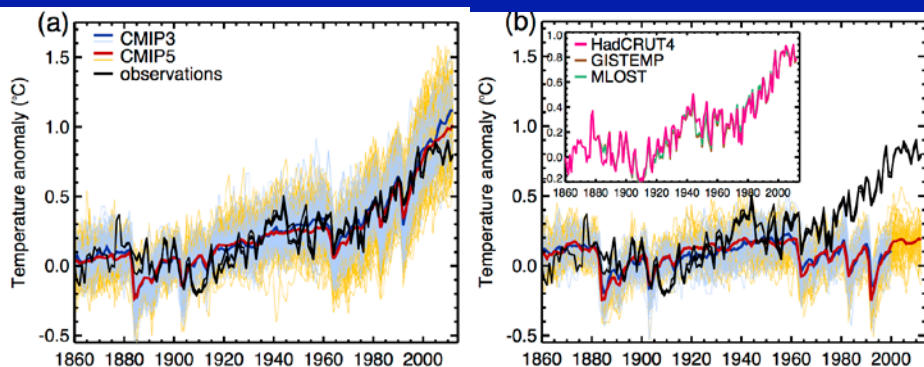 (a)
CMIP3
CMIP5
observations
Temperature anomaly (°C)
1.5
1.0
0.5
0.0
-0.5
1860 1880 1900 1920 1940 1960 1980 2000
(b)
HadCRUT4
GISTEMP
MLOST
1.0
0.8
0.6
0.4
0.2
0.0
0.2
1860 1880 1900 1920 1940 1960 1980 2000
Temperature anomaly (°C)
1.5
1.0
0.5
0.0
-0.5
1860 1880 1900 1920 1940 1960 1980 2000